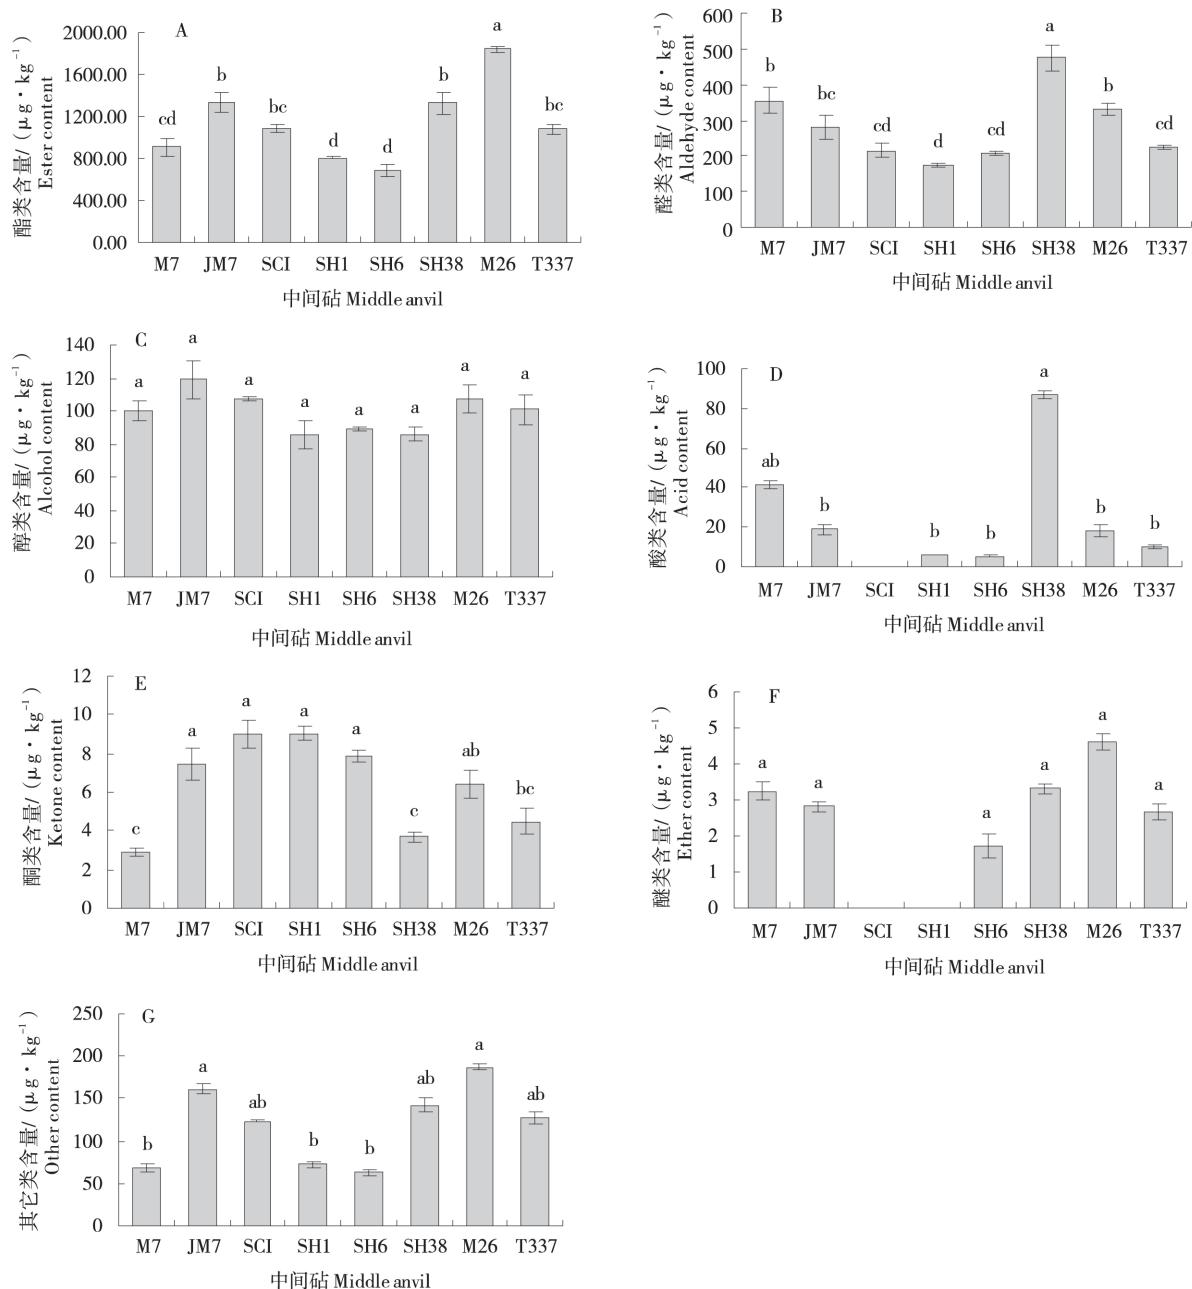 A
酯类含量/(μg·kg⁻¹)
Ester content
2000.00
1600.00
1200.00
800.00
400.00
0.00
cd
b
bc
d
d
b
a
bc
M7 JM7 SCI SH1 SH6 SH38 M26 T337
中间砧 Middle anvil
B
醛类含量/(μg·kg⁻¹)
Aldehyde content
600
500
400
300
200
100
0
b
bc
cd
d
cd
a
b
cd
M7 JM7 SCI SH1 SH6 SH38 M26 T337
中间砧 Middle anvil
C
醇类含量/(μg·kg⁻¹)
Alcohol content
140
120
100
80
60
40
20
0
a
a
a
a
a
a
a
a
M7 JM7 SCI SH1 SH6 SH38 M26 T337
中间砧 Middle anvil
D
酸类含量/(μg·kg⁻¹)
Acid content
100
80
60
40
20
0
ab
b
b
b
a
b
b
M7 JM7 SCI SH1 SH6 SH38 M26 T337
中间砧 Middle anvil
E
酮类含量/(μg·kg⁻¹)
Ketone content
12
10
8
6
4
2
0
c
a
a
a
a
c
ab
bc
M7 JM7 SCI SH1 SH6 SH38 M26 T337
中间砧 Middle anvil
F
醚类含量/(μg·kg⁻¹)
Ether content
6
5
4
3
2
1
0
a
a
a
a
a
a
M7 JM7 SCI SH1 SH6 SH38 M26 T337
中间砧 Middle anvil
G
其它类含量/(μg·kg⁻¹)
Other content
250
200
150
100
50
0
b
a
ab
b
b
ab
a
ab
M7 JM7 SCI SH1 SH6 SH38 M26 T337
中间砧 Middle anvil